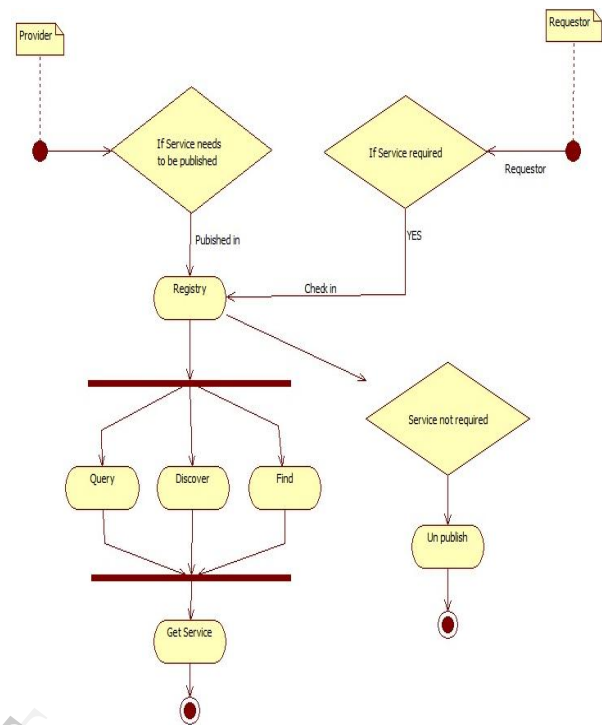 Provider
Requestor
If Service needs
to be published
If Service required
Requestor
Pubished in
YES
Registry
Check in
Service not required
Query
Discover
Find
Un publish
Get Service